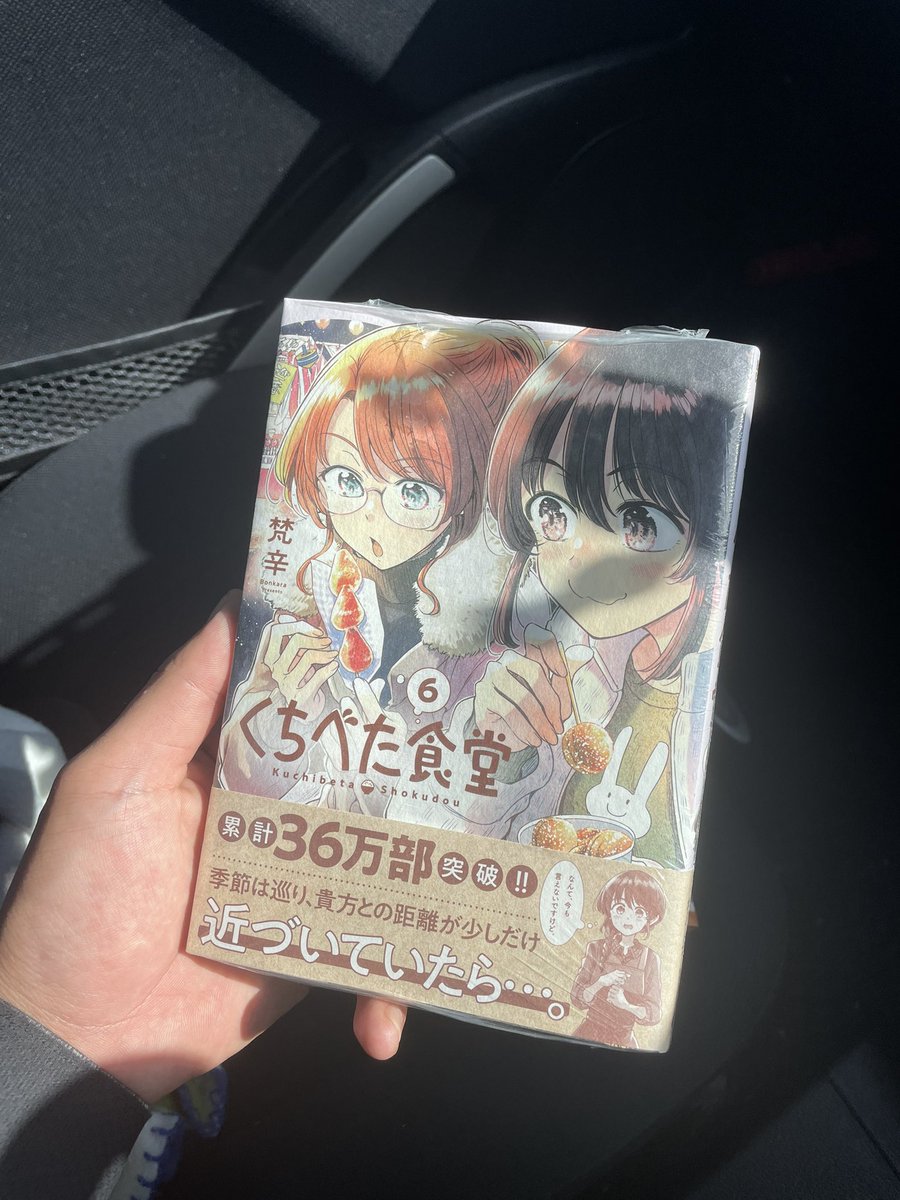 梵辛
Bonkara
presents
6
くちべた食堂
Kuchibeta Shokudou
累計36万部突破!!
季節は巡り、貴方との距離が少しだけ
近づいていたら…。
なんて、今も
言えないですけど。